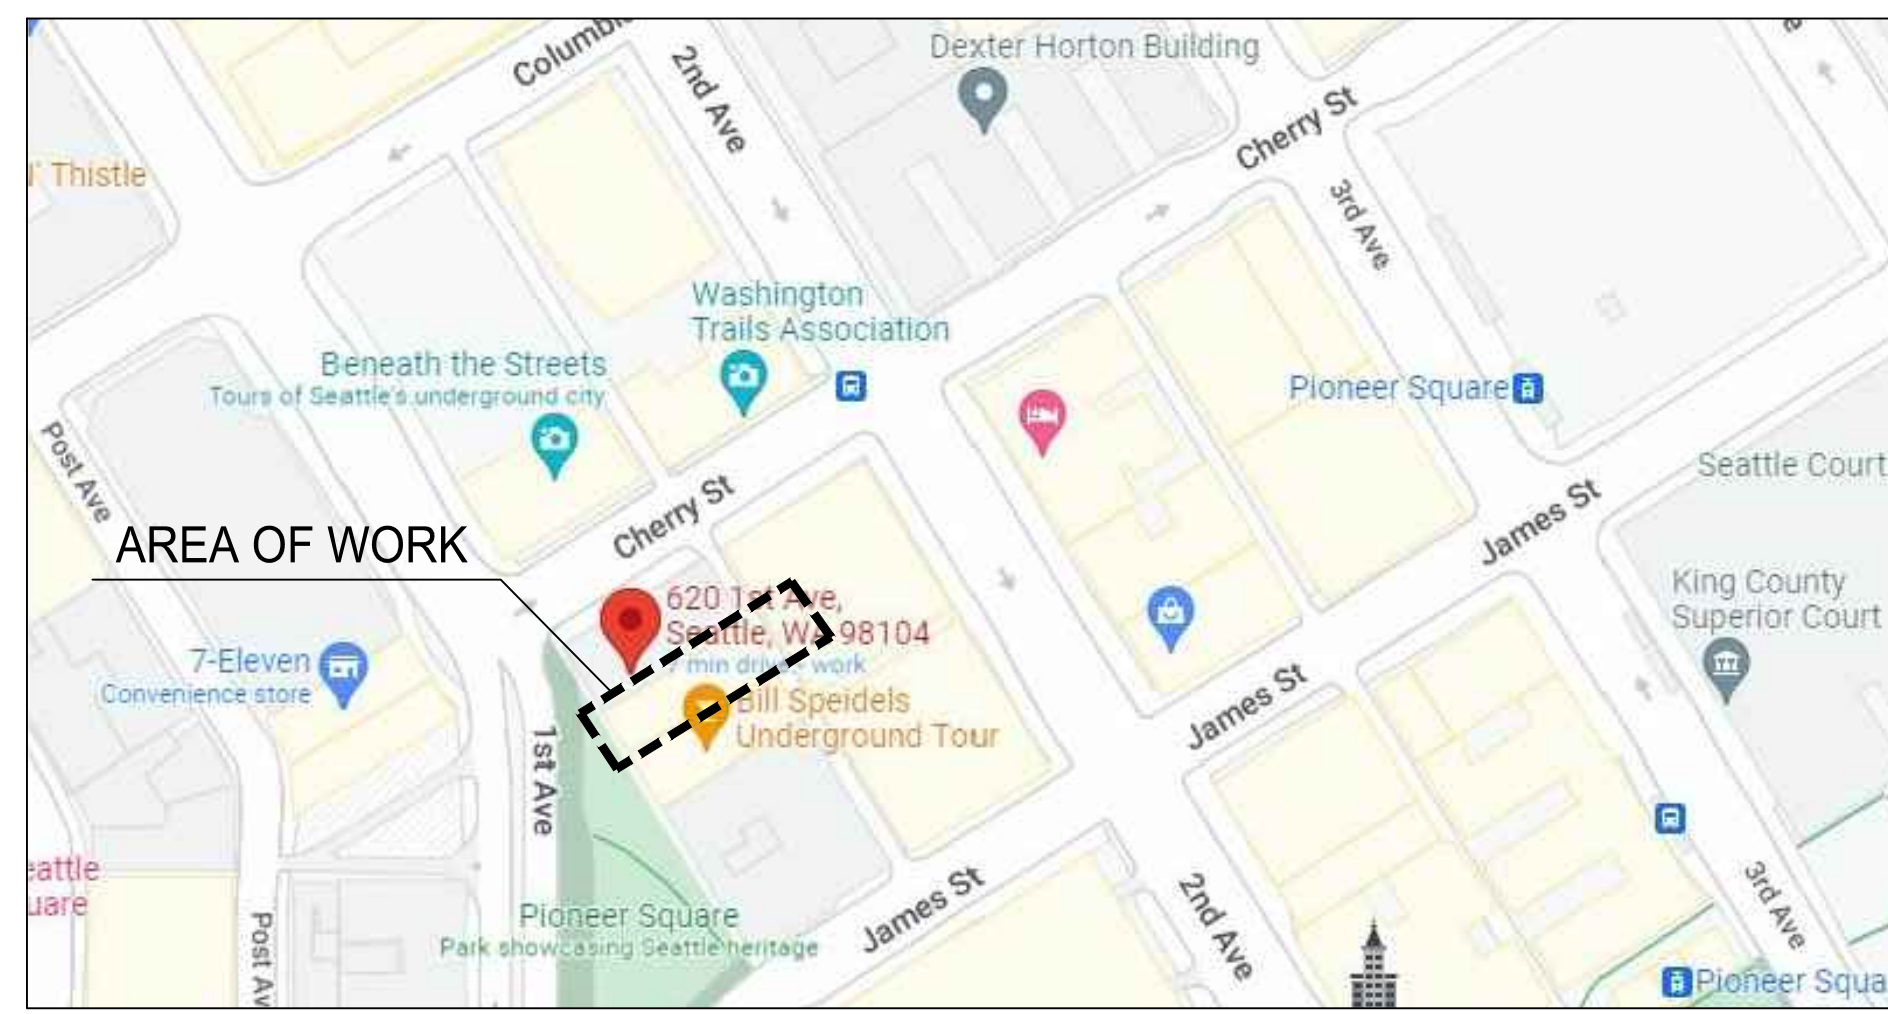 Columbia
Dexter Horton Building
2nd Ave
Cherry St
Thistle
3rd Ave
Washington
Trails Association
Beneath the Streets
Tours of Seattle's underground city
Pioneer Square
Post Ave
Seattle Court
Cherry St
James St
AREA OF WORK
620 1st Ave,
Seattle, WA 98104
min drive work
King County
Superior Court
7-Eleven
Convenience store
Bill Speidels
Underground Tour
James St
1st Ave
eattle
uare
Pioneer Square
Park showcasing Seattle heritage
James St
2nd Ave
3rd Ave
Post Av
Pioneer Squa